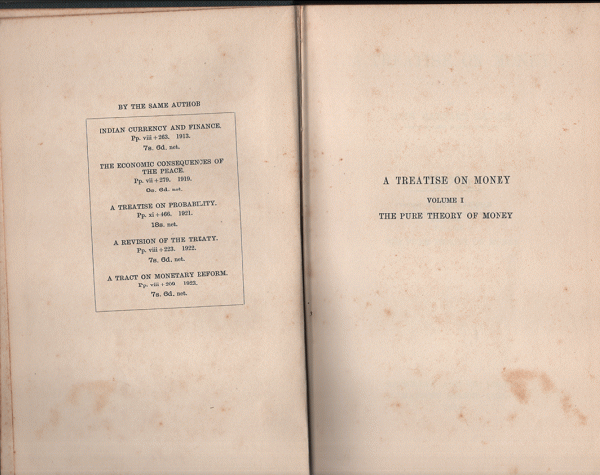 BY THE SAME AUTHOR
INDIAN CURRENCY AND FINANCE.
Pp. viii + 263. 1913.
7s. 6d. net.
THE ECONOMIC CONSEQUENCES OF
THE PEACE.
Pp. vii + 279. 1919.
6d. net.
A TREATISE ON PROBABILITY.
Pp. xi + 466. 1921.
18s. net.
A REVISION OF THE TREATY.
Pp. viii + 223. 1922.
7s. 6d. net.
A TRACT ON MONETARY REFORM.
Pp. viii + 209 1923.
7s. 6d. net.
A TREATISE ON MONEY
VOLUME I
THE PURE THEORY OF MONEY